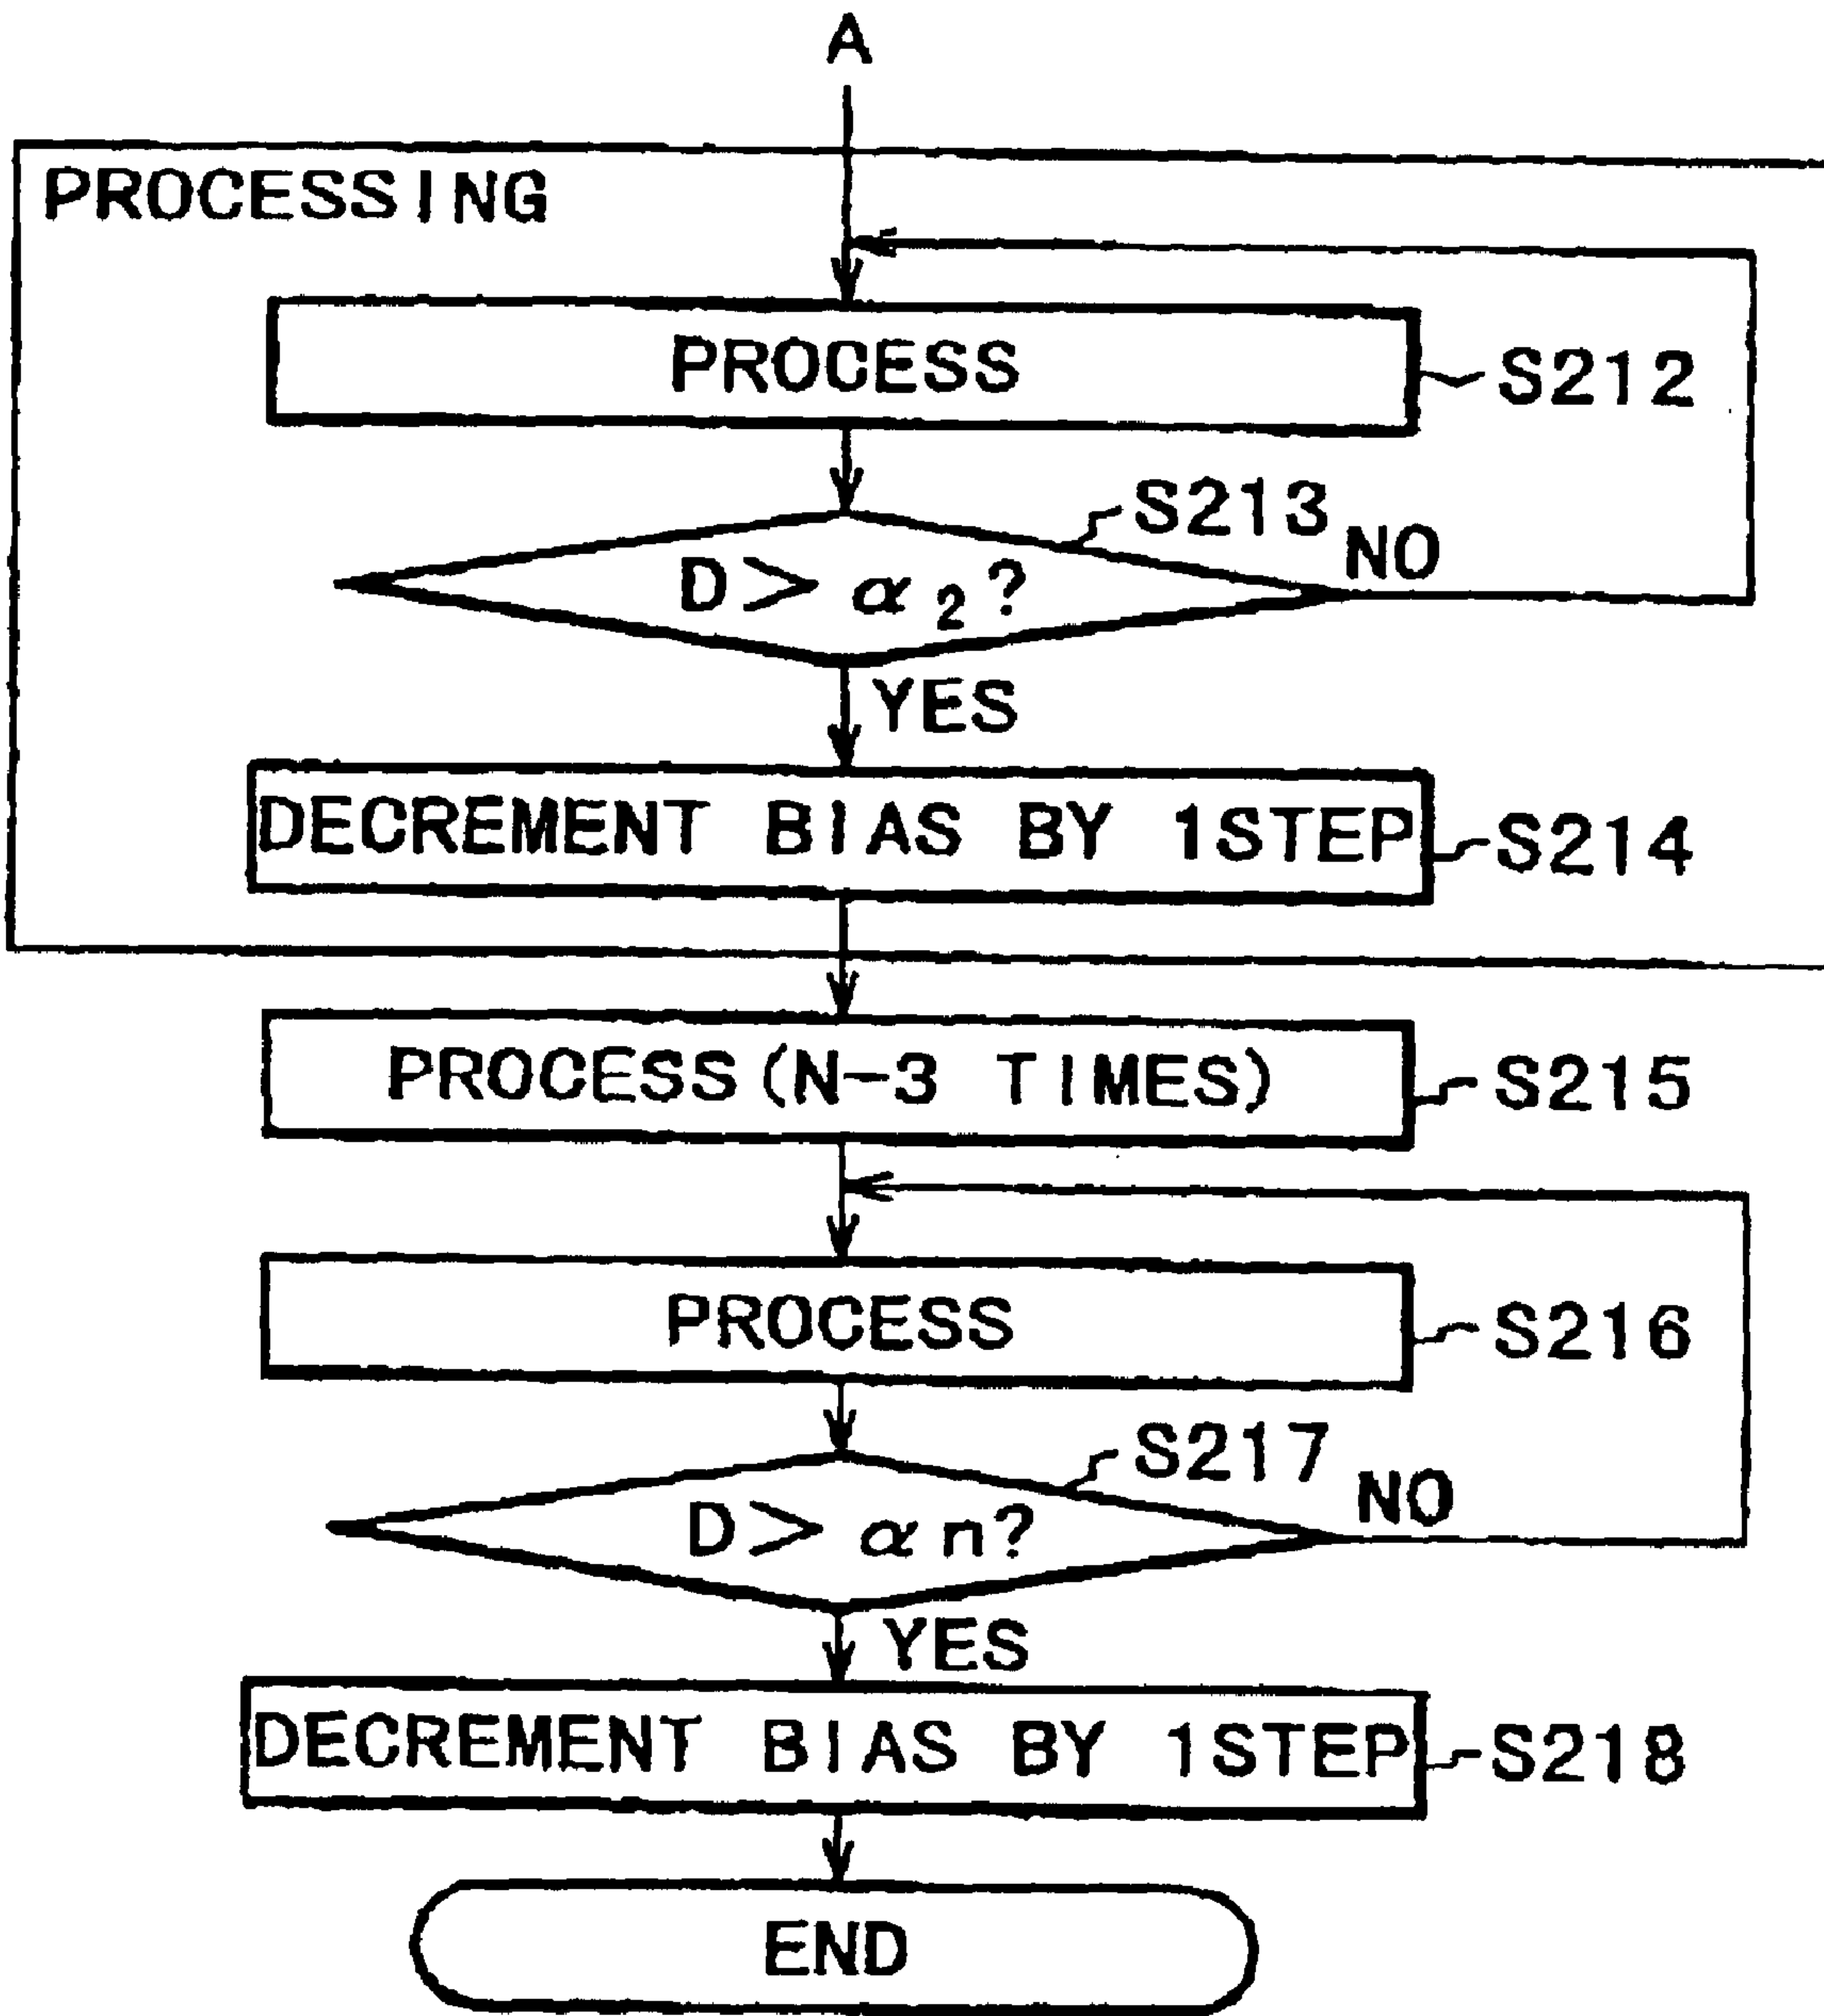 A
PROCESSING
PROCESS
S212
S213
NO
D> α2?
YES
DECREMENT BIAS BY 1STEP
S214
PROCESS(N-3 TIMES)
S215
PROCESS
S216
S217
NO
D> αn?
YES
DECREMENT BIAS BY 1STEP
S218
END